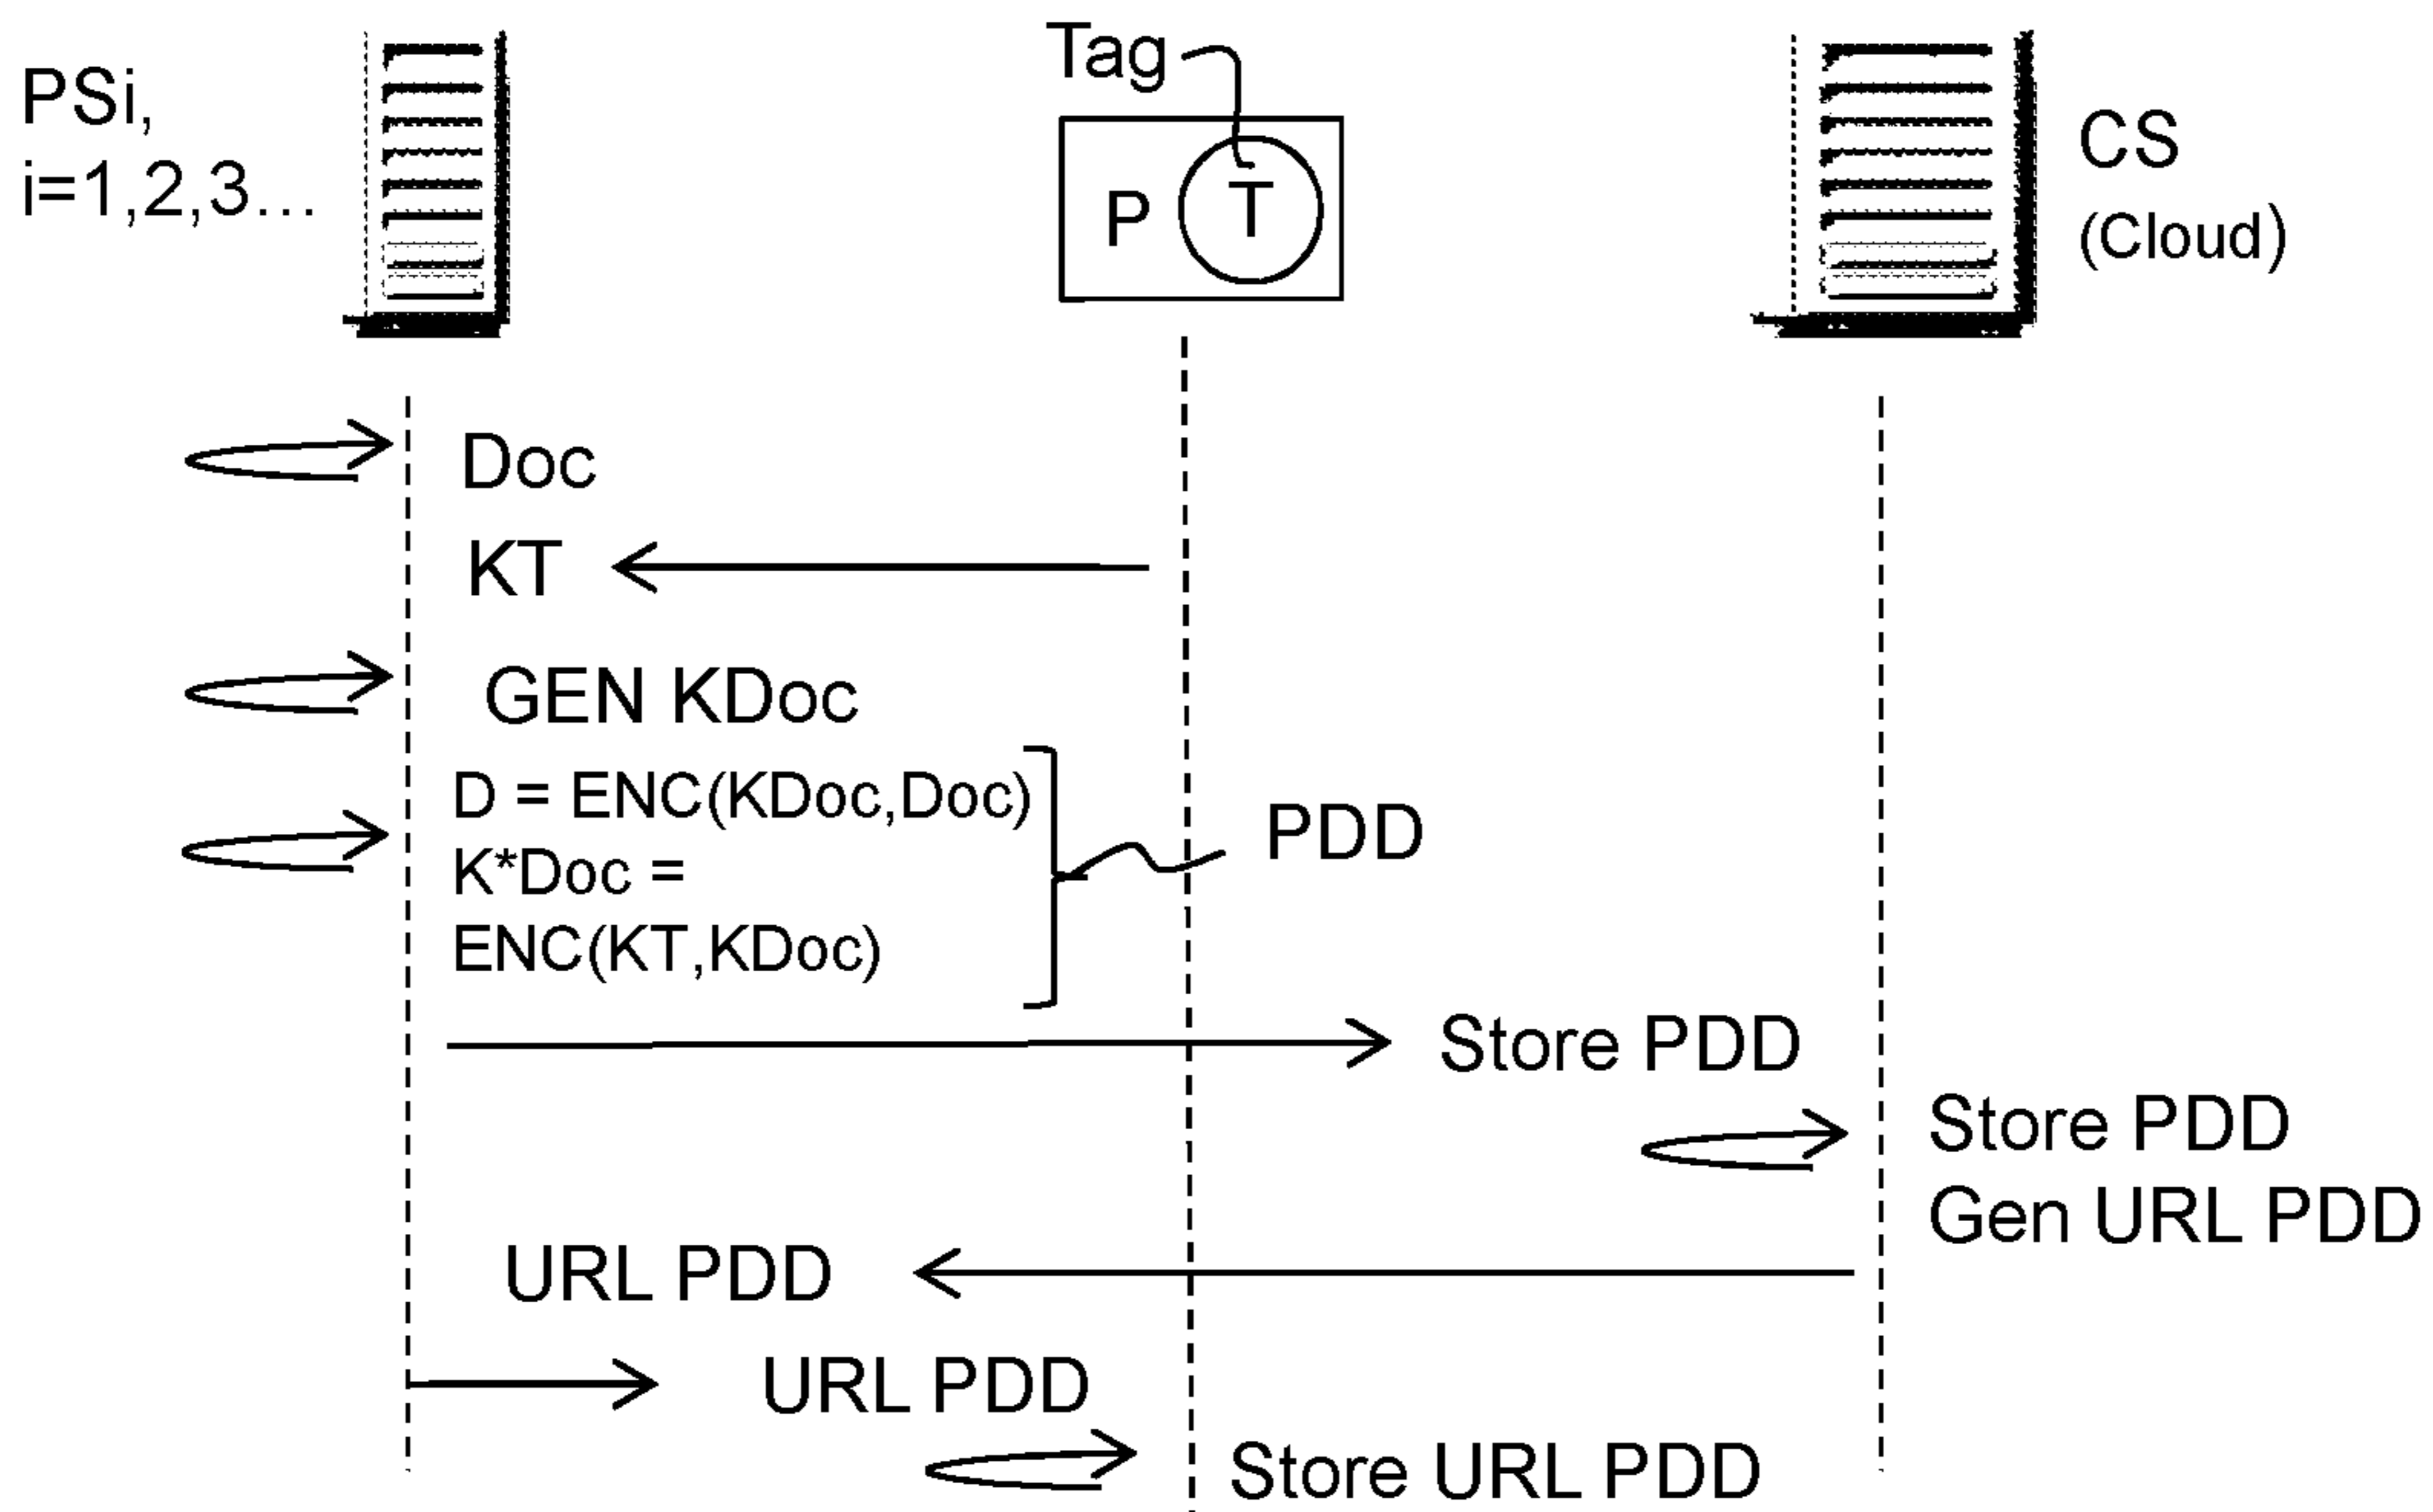 PSi,
i=1,2,3...
Tag
P
T
CS
(Cloud)
Doc
KT
GEN KDoc
D = ENC(KDoc,Doc)
K*Doc =
ENC(KT,KDoc)
PDD
Store PDD
Store PDD
Gen URL PDD
URL PDD
URL PDD
Store URL PDD